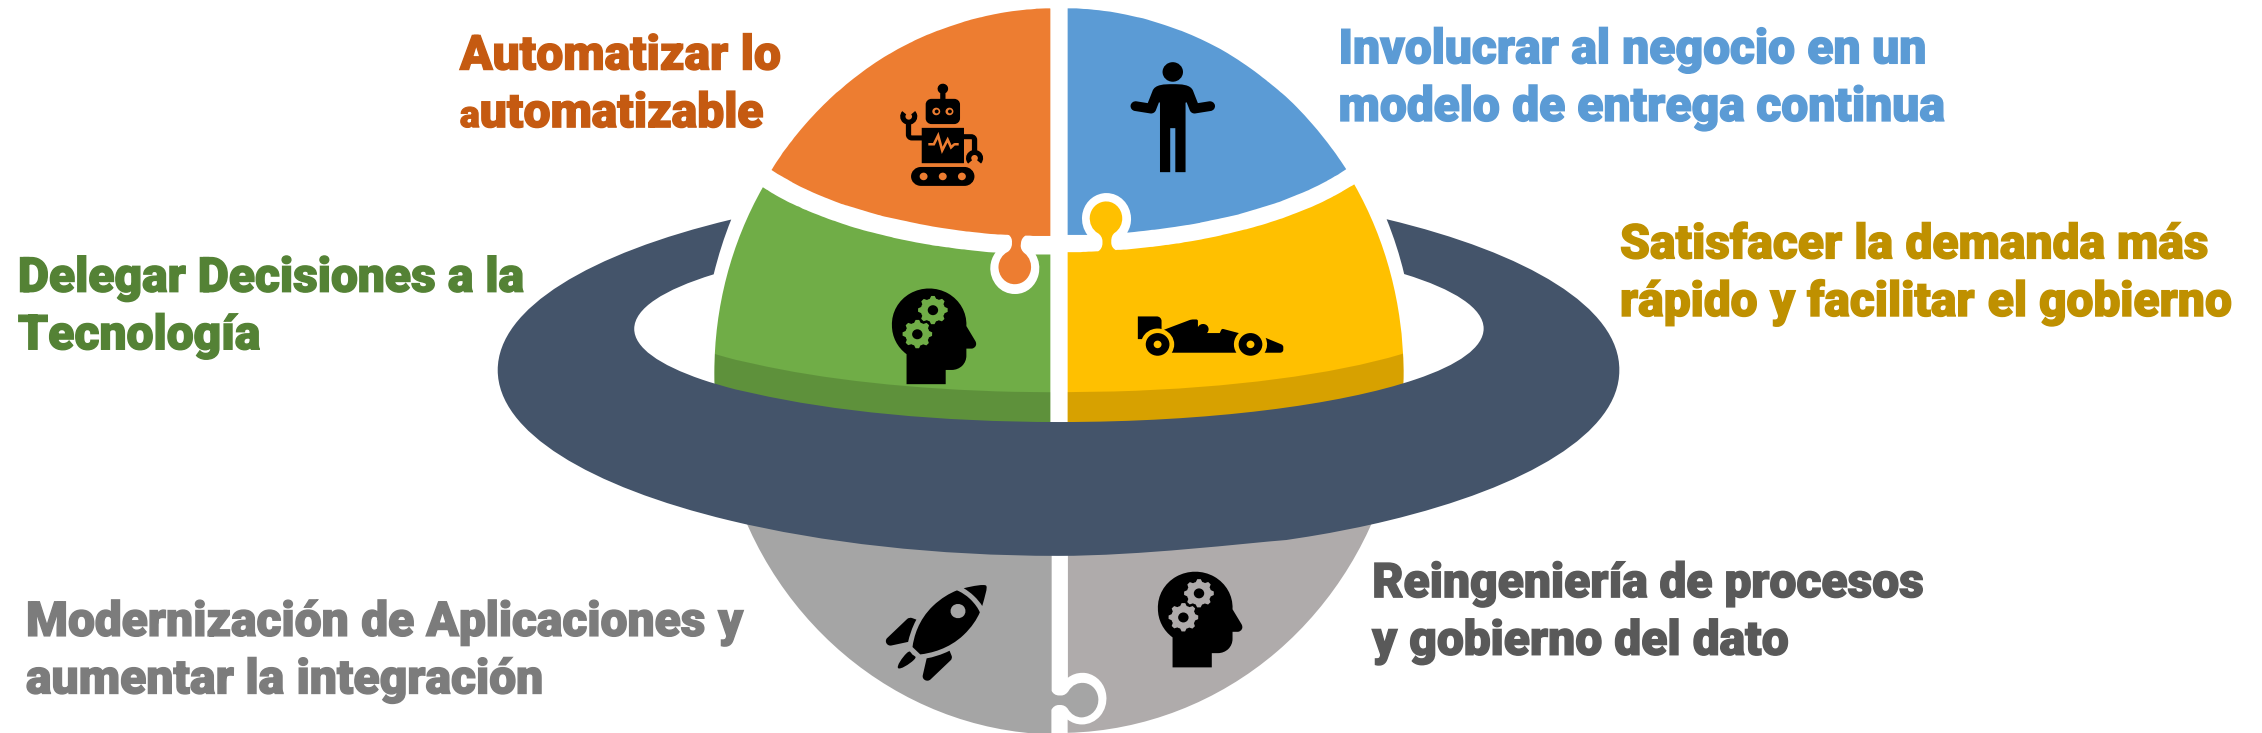 Automatizar lo
automatizable
Involucrar al negocio en un
modelo de entrega continua
Delegar Decisiones a la
Tecnología
Satisfacer la demanda más
rápido y facilitar el gobierno
Modernización de Aplicaciones y
aumentar la integración
Reingeniería de procesos
y gobierno del dato